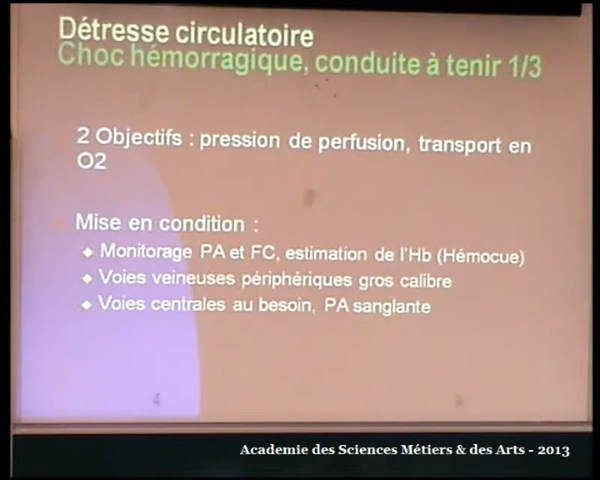 Détresse circulatoire
Choc hémorragique, conduite à tenir 1/3
2 Objectifs : pression de perfusion, transport en
O2
Mise en condition :
◆ Monitorage PA et FC, estimation de l'Hb (Hémocue)
◆ Voies veineuses périphériques gros calibre
◆ Voies centrales au besoin, PA sanglante
Academie des Sciences Métiers & des Arts - 2013